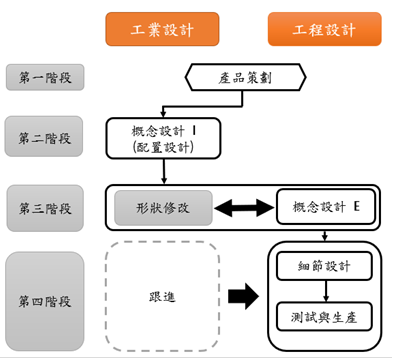 工業設計
工程設計
第一階段
產品策劃
第二階段
概念設計 I
(配置設計)
第三階段
形狀修改
概念設計 E
第四階段
跟進
細節設計
測試與生產